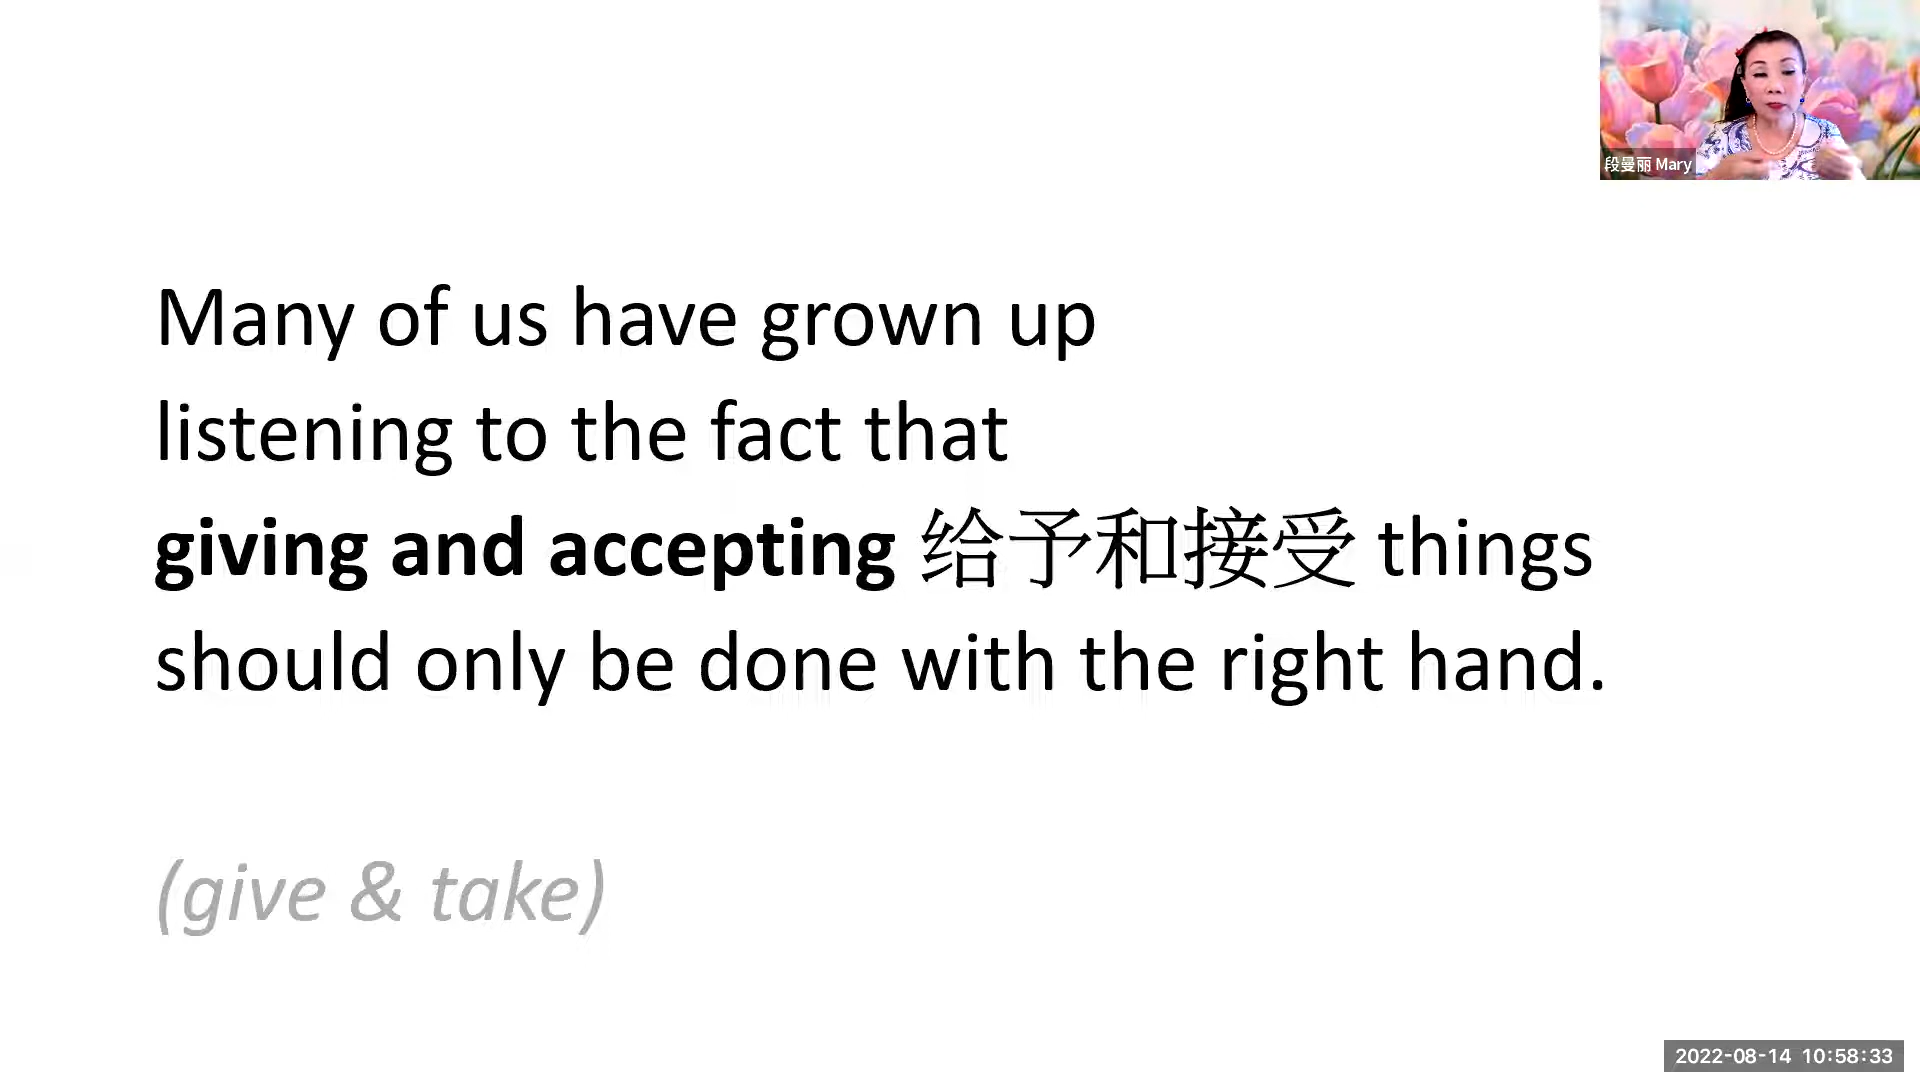 段曼丽 Mary
Many of us have grown up
listening to the fact that
giving and accepting 给予和接受 things
should only be done with the right hand.
(give & take)
2022-08-14 10:58:33